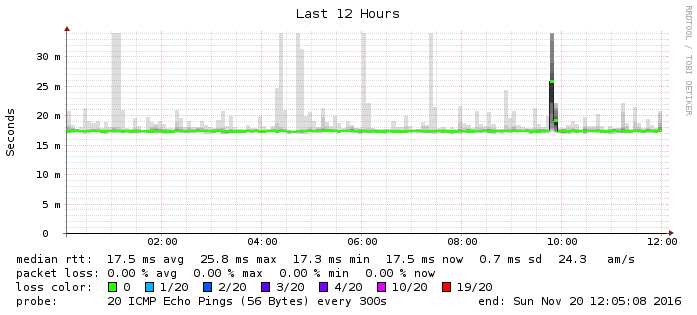 Last 12 Hours
RRDTOOL / TOBI OETIKER
Seconds
30 m
25 m
20 m
15 m
10 m
5 m
0
02:00 04:00 06:00 08:00 10:00 12:00
median rtt: 17.5 ms avg 25.8 ms max 17.3 ms min 17.5 ms now 0.7 ms sd 24.3 am/s
packet loss: 0.00 % avg 0.00 % max 0.00 % min 0.00 % now
loss color: 0 1/20 2/20 3/20 4/20 10/20 19/20
probe: 20 ICMP Echo Pings (56 Bytes) every 300s end: Sun Nov 20 12:05:08 2016